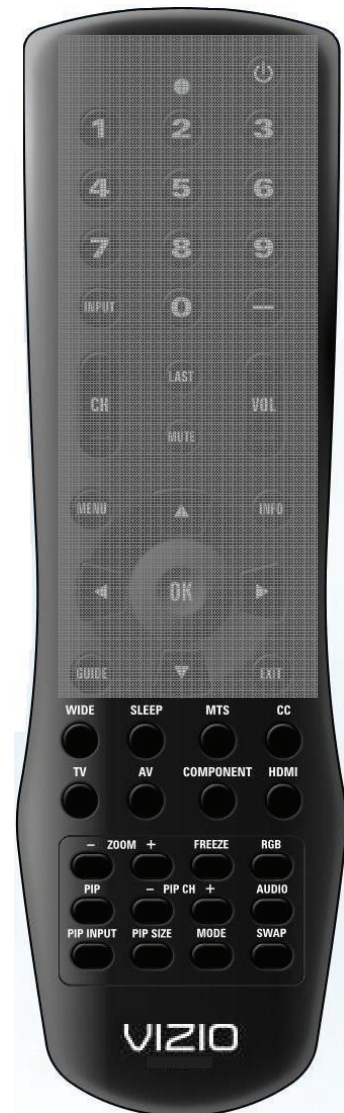 1 2 3
4 5 6
7 8 9
INPUT 0 —
LAST
CH VOL
MUTE
MENU INFO
OK
GUIDE EXIT
WIDE SLEEP MTS CC
TV AV COMPONENT HDMI
− ZOOM + FREEZE RGB
PIP − PIP CH + AUDIO
PIP INPUT PIP SIZE MODE SWAP
VIZIO